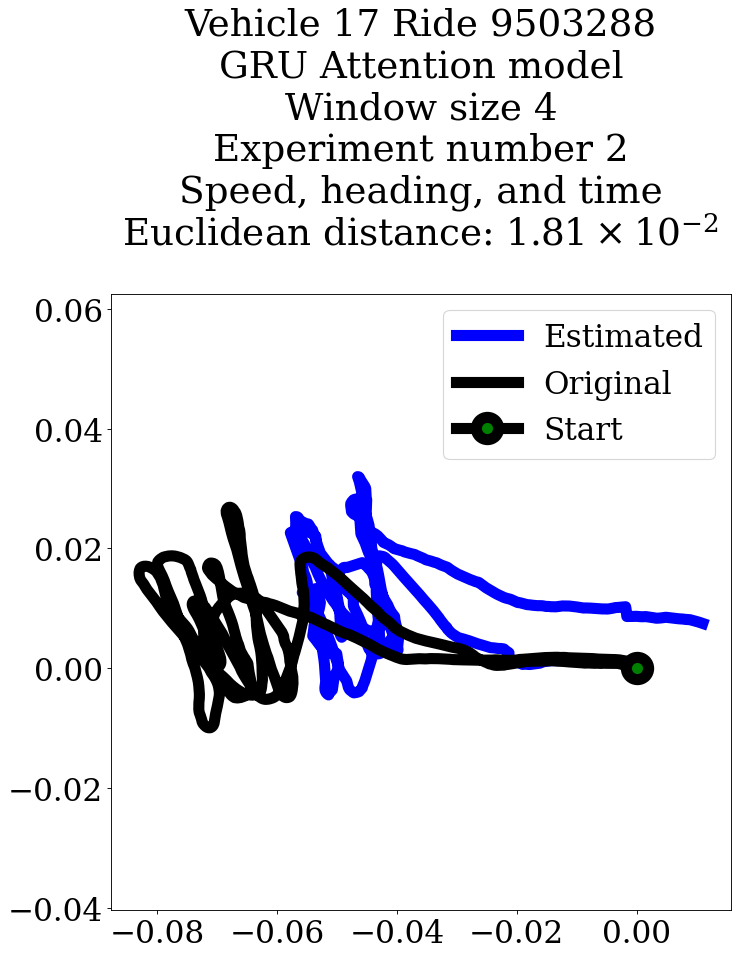 Vehicle 17 Ride 9503288
GRU Attention model
Window size 4
Experiment number 2
Speed, heading, and time
Euclidean distance: 1.81 × 10⁻²
0.06
0.04
0.02
0.00
−0.02
−0.04
Estimated
Original
Start
−0.08 −0.06 −0.04 −0.02 0.00